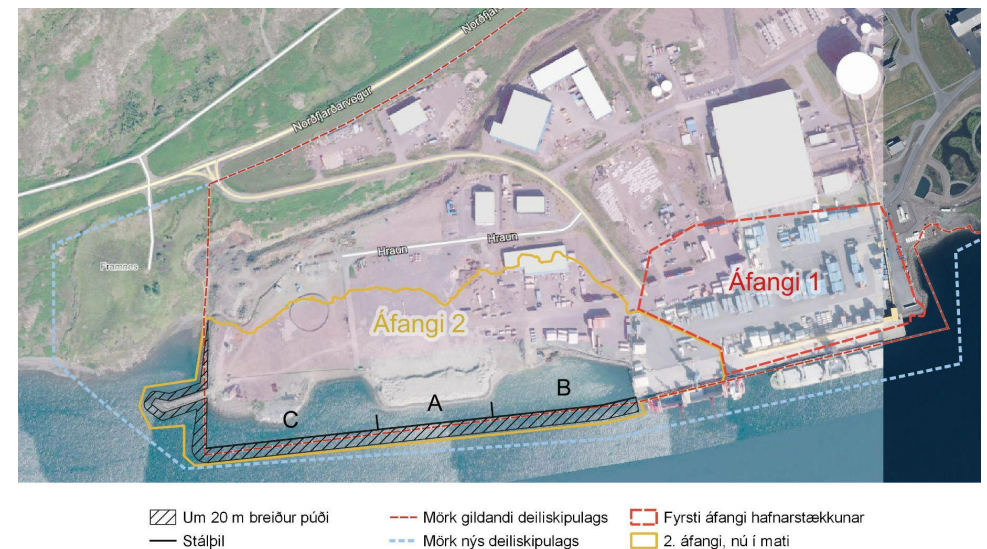 Norðfjarðarvegur
Norðfjarðarvegur
Hraun
Hraun
Framnes
Áfangi 1
Áfangi 2
C
A
B
Um 20 m breiður púði
Mörk gildandi deiliskipulags
Fyrsti áfangi hafnarstækkunar
Stálþil
Mörk nýs deiliskipulags
2. áfangi, nú í mati